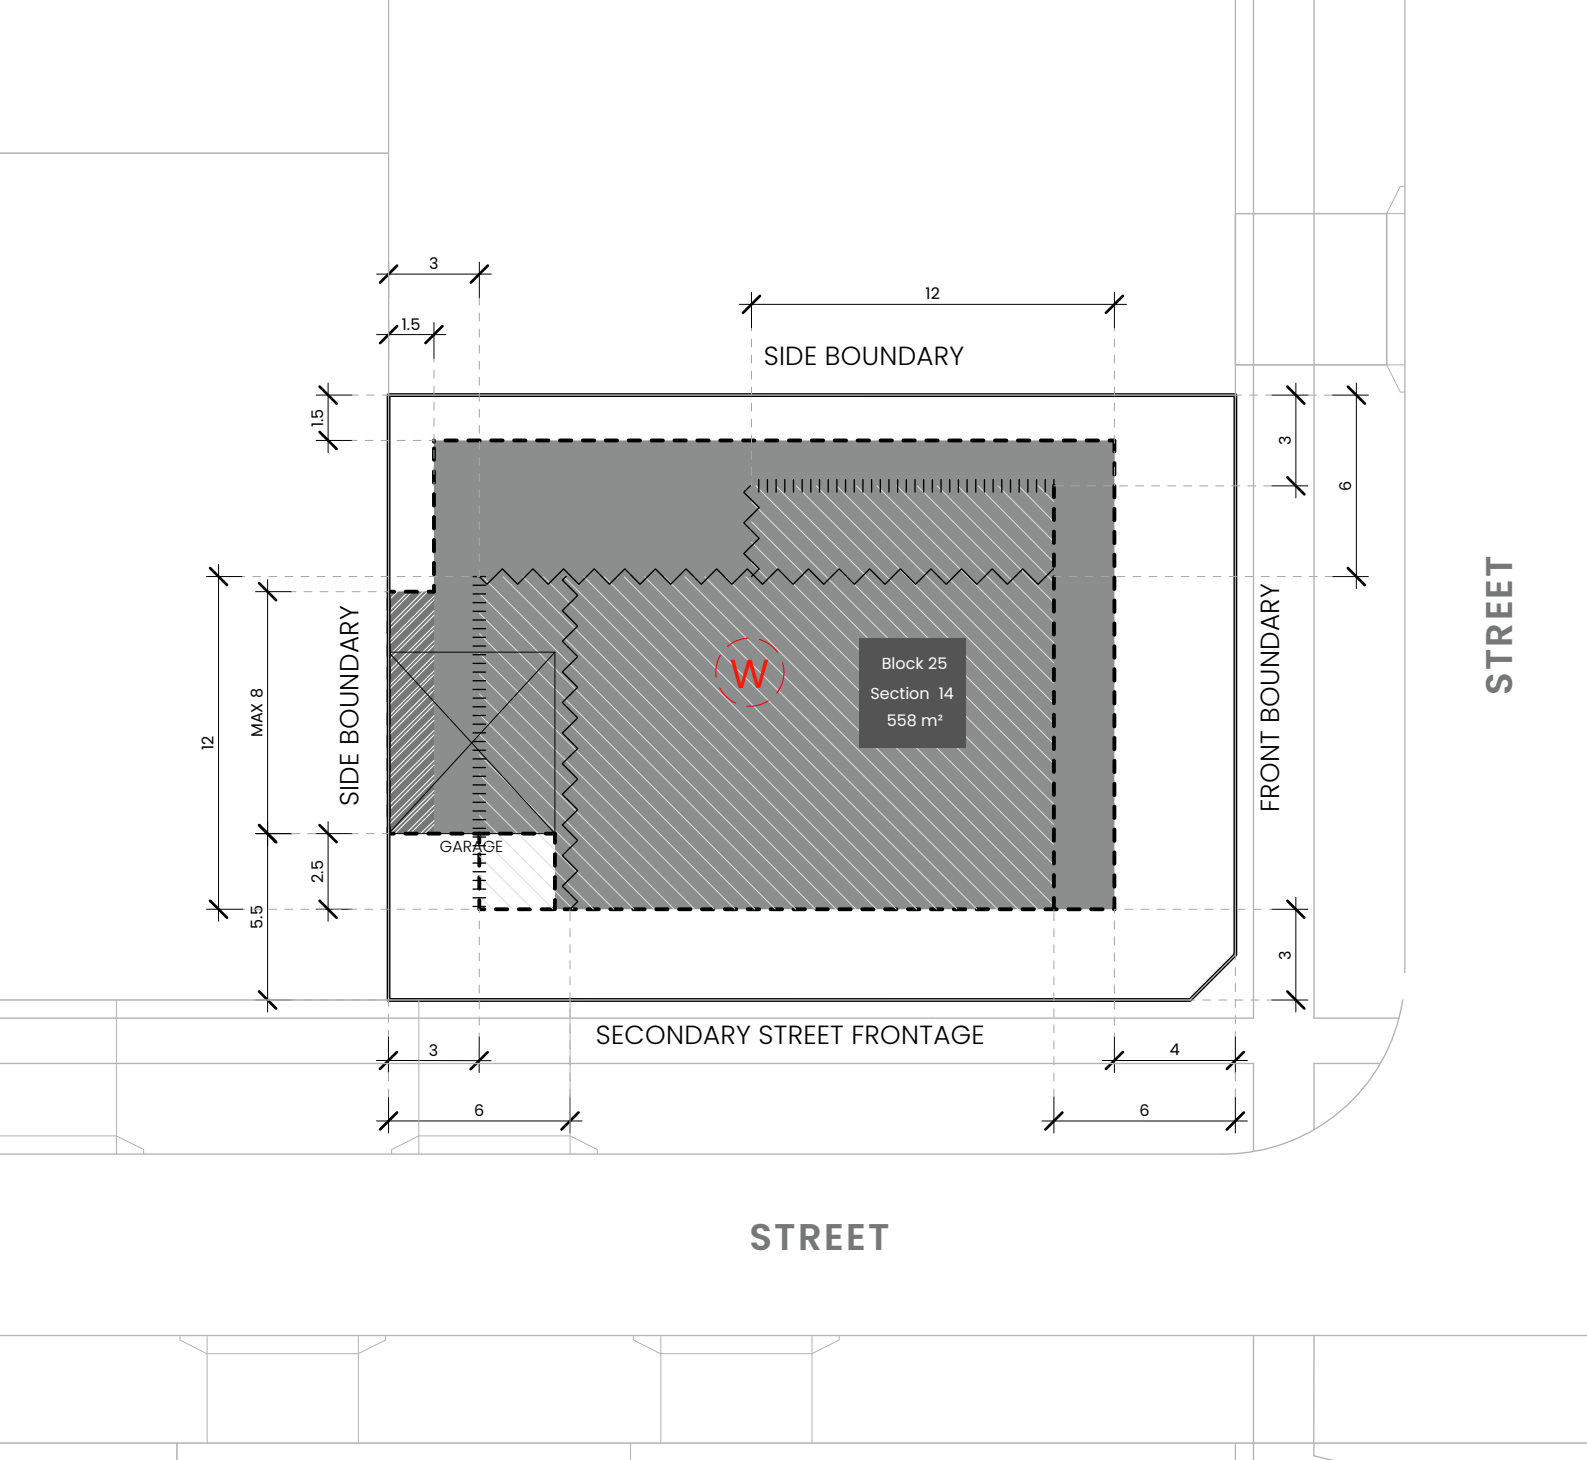 3
12
1.5
SIDE BOUNDARY
1.5
3
6
STREET
SIDE BOUNDARY
FRONT BOUNDARY
W
Block 25
Section 14
558 m²
MAX 8
12
GARAGE
2.5
5.5
3
SECONDARY STREET FRONTAGE
3
4
6
6
STREET